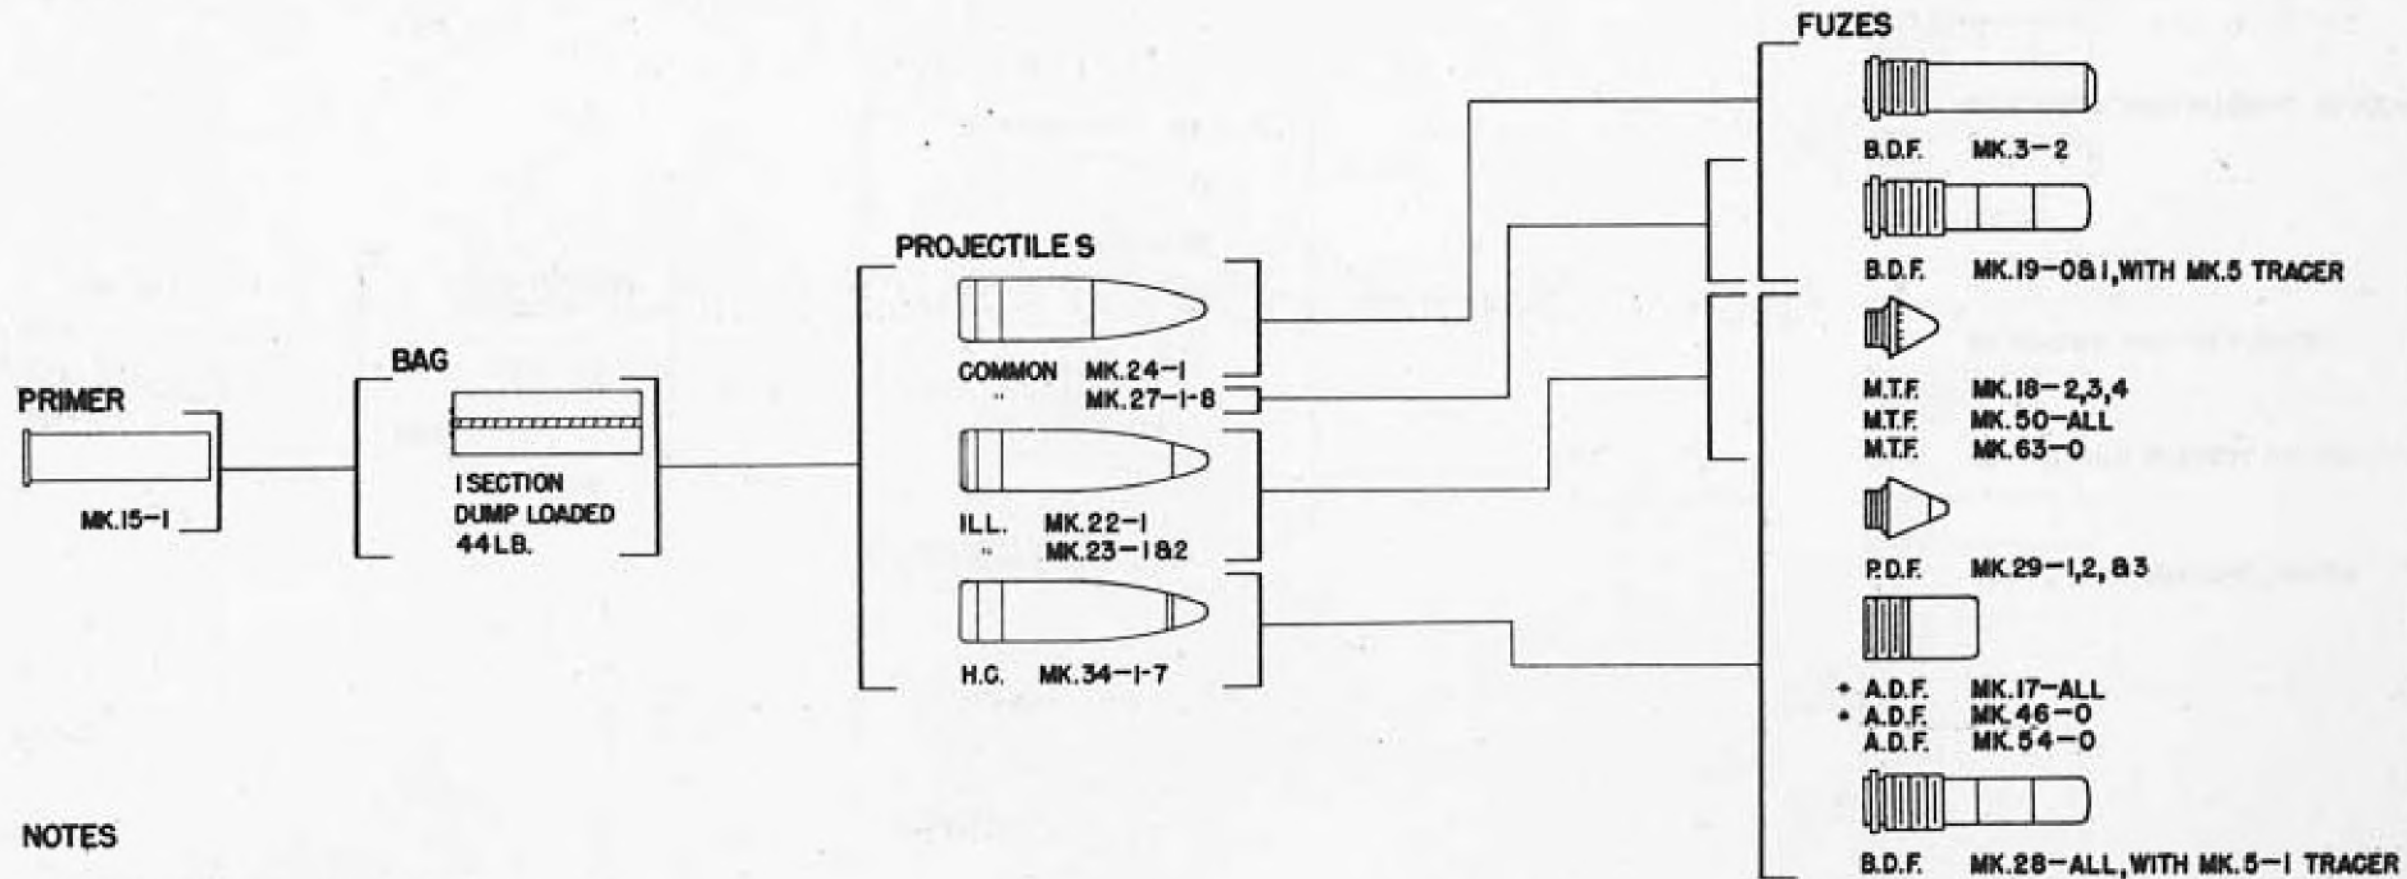 PRIMER
MK.15-1
BAG
1 SECTION
DUMP LOADED
44 LB.
PROJECTILES
COMMON MK.24-1
" MK.27-1-8
ILL. MK.22-1
" MK.23-1&2
H.C. MK.34-1-7
FUZES
B.D.F. MK.3-2
B.D.F. MK.19-0&1, WITH MK.5 TRACER
M.T.F. MK.18-2,3,4
M.T.F. MK.50-ALL
M.T.F. MK.63-0
P.D.F. MK.29-1,2,&3
* A.D.F. MK.17-ALL
* A.D.F. MK.46-0
A.D.F. MK.54-0
B.D.F. MK.28-ALL, WITH MK.5-1 TRACER
NOTES